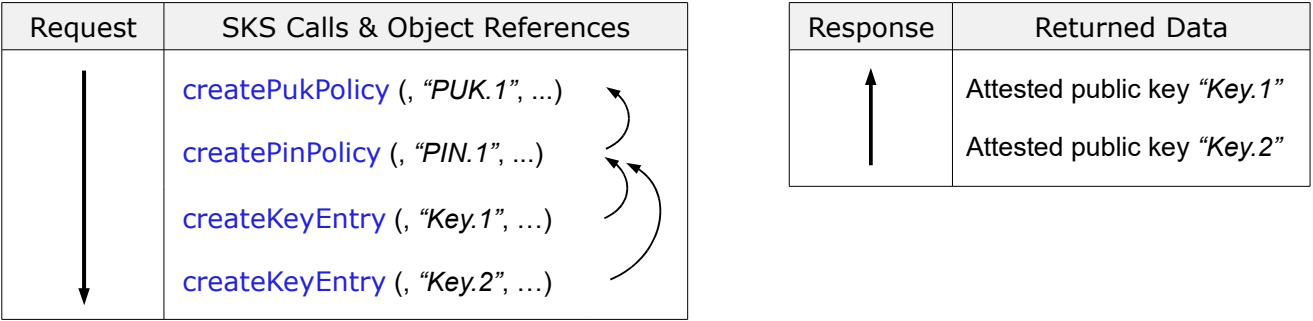 Request SKS Calls & Object References
createPukPolicy (, “PUK.1”, ...)
createPinPolicy (, “PIN.1”, ...)
createKeyEntry (, “Key.1”, …)
createKeyEntry (, “Key.2”, …)
Response Returned Data
Attested public key “Key.1”
Attested public key “Key.2”